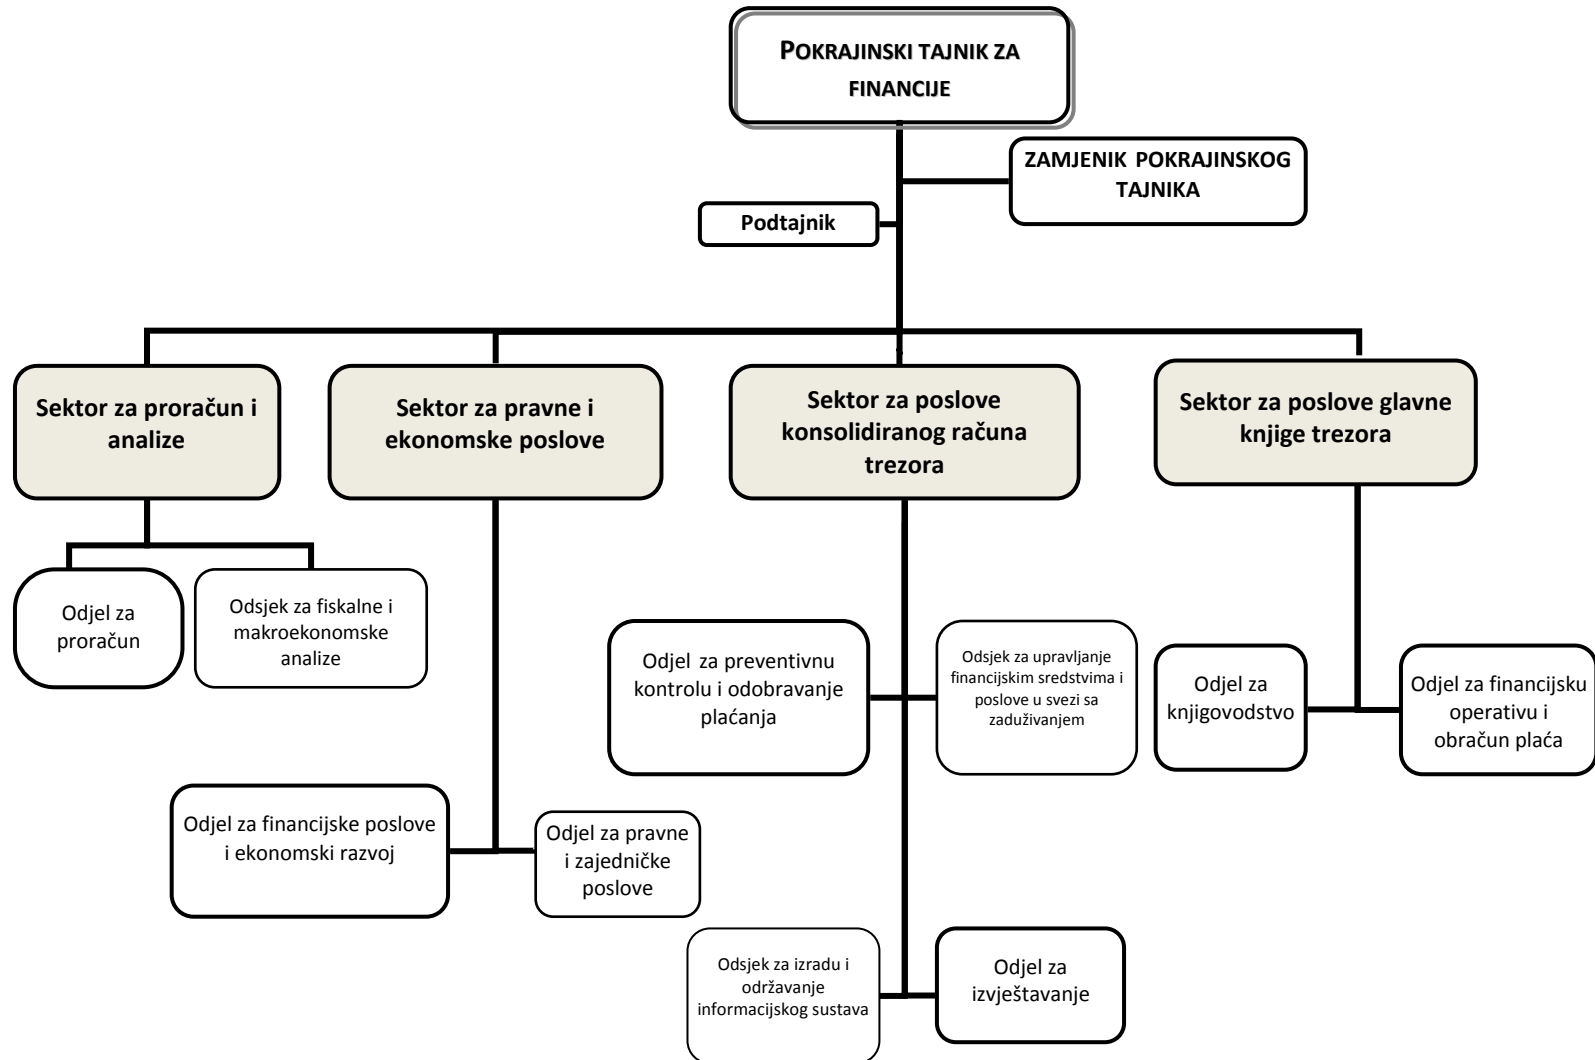 POKRAJINSKI TAJNIK ZA
FINANCIJE
ZAMJENIK POKRAJINSKOG
TAJNIKA
Podtajnik
Sektor za proračun i
analize
Sektor za pravne i
ekonomske poslove
Sektor za poslove
konsolidiranog računa
trezora
Sektor za poslove glavne
knjige trezora
Odjel za
proračun
Odsjek za fiskalne i
makroekonomske
analize
Odjel za preventivnu
kontrolu i odobravanje
plaćanja
Odsjek za upravljanje
financijskim sredstvima i
poslove u svezi sa
zaduživanjem
Odjel za
knjigovodstvo
Odjel za financijsku
operativu i
obračun plaća
Odjel za financijske poslove
i ekonomski razvoj
Odjel za pravne
i zajedničke
poslove
Odsjek za izradu i
održavanje
informacijskog sustava
Odjel za
izvještavanje